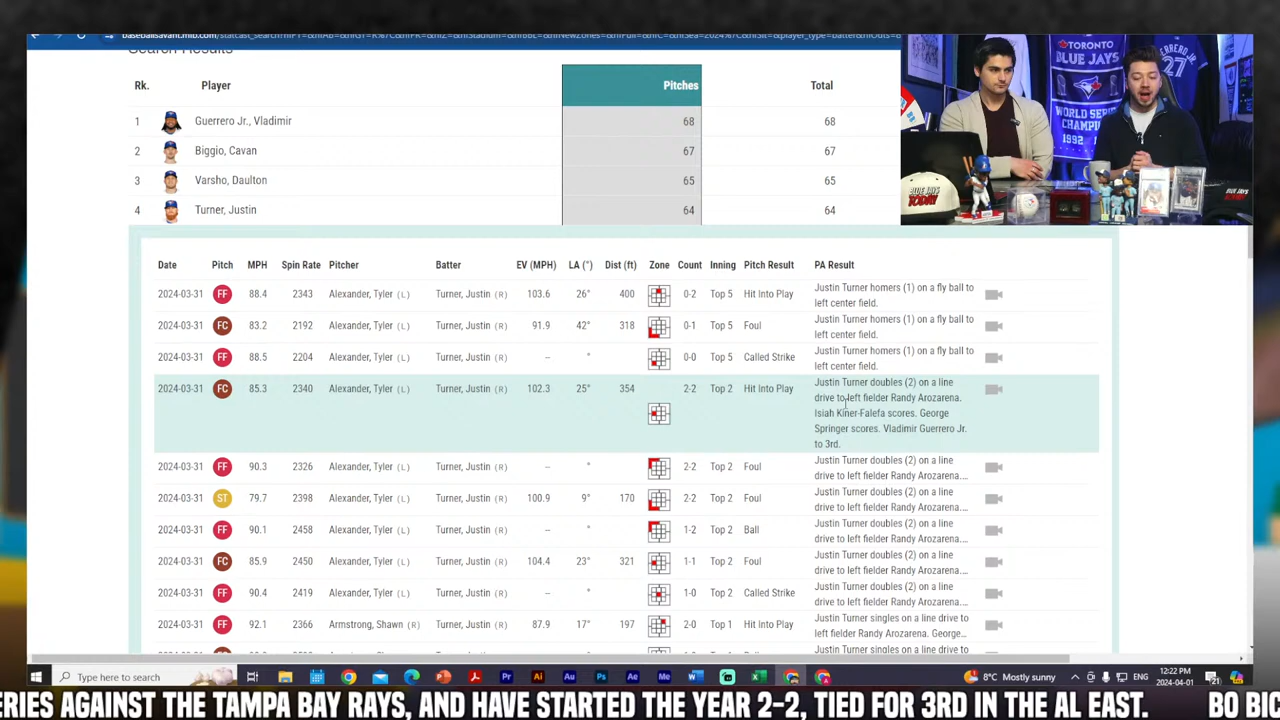 baseballsavant.mlb.com/statcast_search?
Search Results
Rk. Player Pitches Total
1 Guerrero Jr., Vladimir 68 68
2 Biggio, Cavan 67 67
3 Varsho, Daulton 65 65
4 Turner, Justin 64 64
TORONTO
BLUE JAYS
WORLD SERIES
CHAMPIONS
1992
27
BLUE JAYS
TODAY
Date Pitch MPH Spin Rate Pitcher Batter EV (MPH) LA (°) Dist (ft) Zone Count Inning Pitch Result PA Result
2024-03-31 FF 88.4 2343 Alexander, Tyler (L) Turner, Justin (R) 103.6 26° 400 0-2 Top 5 Hit Into Play Justin Turner homers (1) on a fly ball to
left center field.
2024-03-31 FC 83.2 2192 Alexander, Tyler (L) Turner, Justin (R) 91.9 42° 318 0-1 Top 5 Foul Justin Turner homers (1) on a fly ball to
left center field.
2024-03-31 FF 88.5 2204 Alexander, Tyler (L) Turner, Justin (R) -- ° 0-0 Top 5 Called Strike Justin Turner homers (1) on a fly ball to
left center field.
2024-03-31 FC 85.3 2340 Alexander, Tyler (L) Turner, Justin (R) 102.3 25° 354 2-2 Top 2 Hit Into Play Justin Turner doubles (2) on a line
drive to left fielder Randy Arozarena.
Isiah Kiner-Falefa scores. George
Springer scores. Vladimir Guerrero Jr.
to 3rd.
2024-03-31 FF 90.3 2326 Alexander, Tyler (L) Turner, Justin (R) -- ° 2-2 Top 2 Foul Justin Turner doubles (2) on a line
drive to left fielder Randy Arozarena....
2024-03-31 ST 79.7 2398 Alexander, Tyler (L) Turner, Justin (R) 100.9 9° 170 2-2 Top 2 Foul Justin Turner doubles (2) on a line
drive to left fielder Randy Arozarena....
2024-03-31 FF 90.1 2458 Alexander, Tyler (L) Turner, Justin (R) -- ° 1-2 Top 2 Ball Justin Turner doubles (2) on a line
drive to left fielder Randy Arozarena....
2024-03-31 FC 85.9 2450 Alexander, Tyler (L) Turner, Justin (R) 104.4 23° 321 1-1 Top 2 Foul Justin Turner doubles (2) on a line
drive to left fielder Randy Arozarena....
2024-03-31 FF 90.4 2419 Alexander, Tyler (L) Turner, Justin (R) -- ° 1-0 Top 2 Called Strike Justin Turner doubles (2) on a line
drive to left fielder Randy Arozarena....
2024-03-31 FF 92.1 2366 Armstrong, Shawn (R) Turner, Justin (R) 87.9 17° 197 2-0 Top 1 Hit Into Play Justin Turner singles on a line drive to
left fielder Randy Arozarena. George...
Justin Turner singles on a line drive to
Type here to search
8°C Mostly sunny ENG 12:22 PM
2024-04-01
21
ERIES AGAINST THE TAMPA BAY RAYS, AND HAVE STARTED THE YEAR 2-2, TIED FOR 3RD IN THE AL EAST. BO BIC